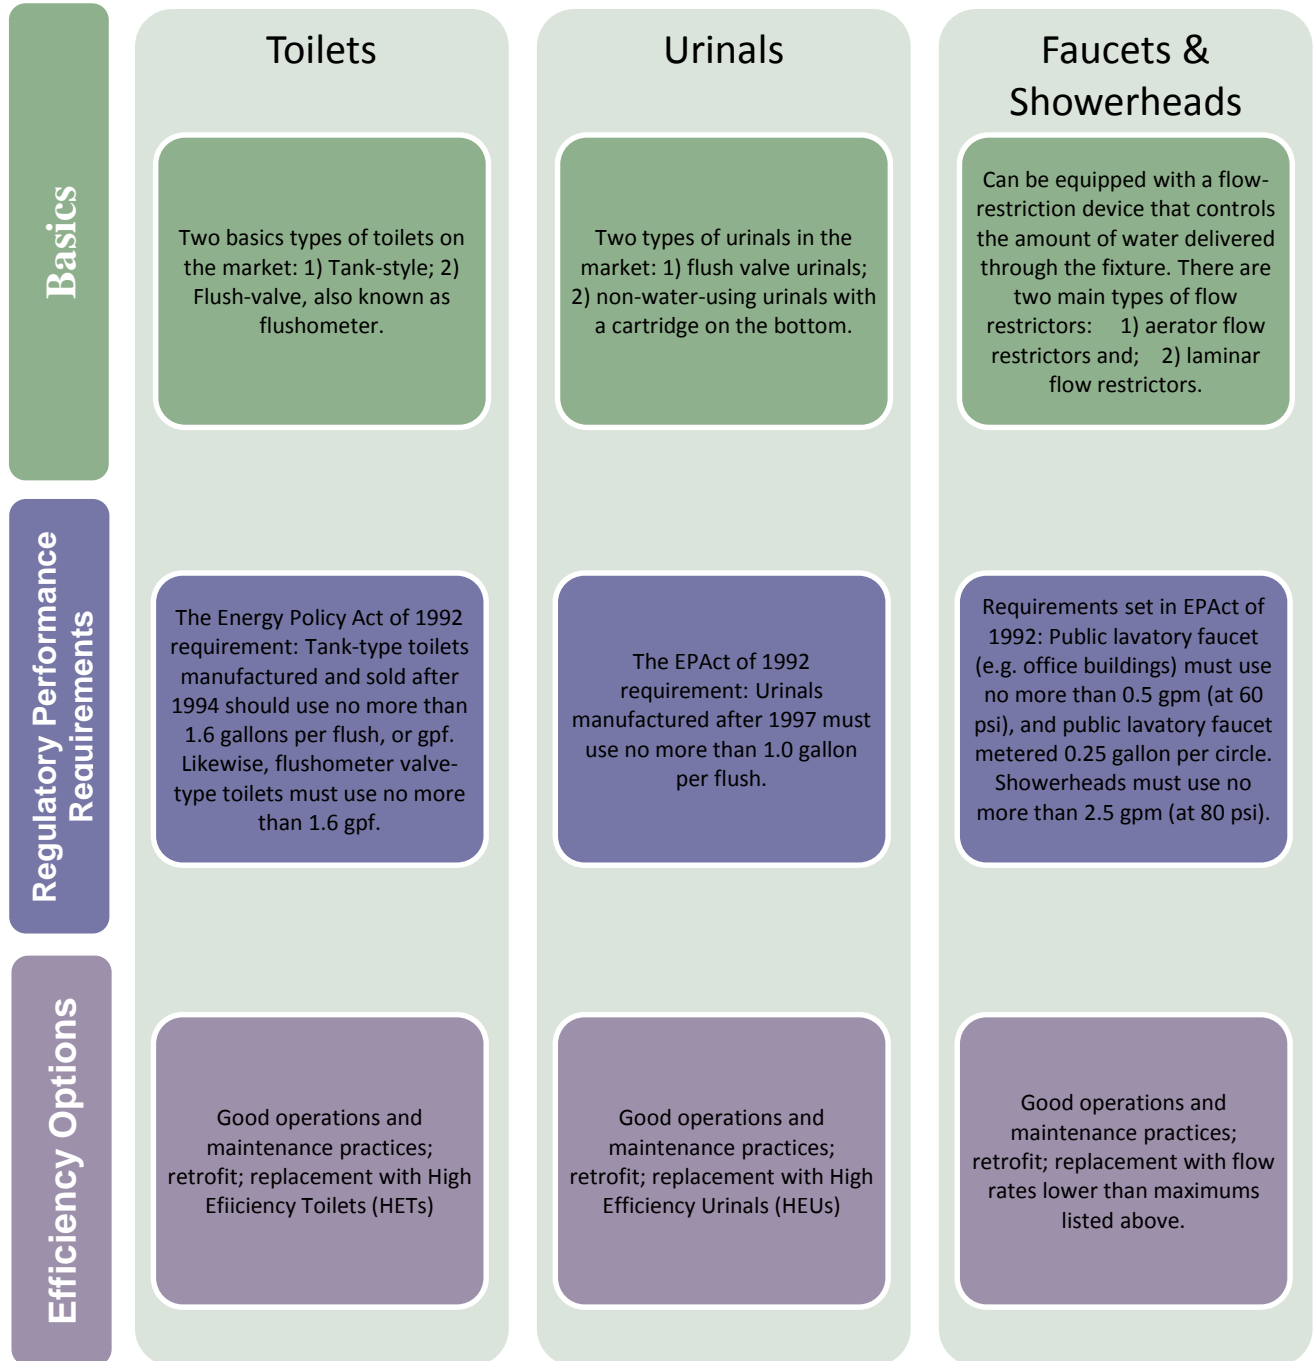 Toilets
Urinals
Faucets &
Showerheads
Basics
Two basics types of toilets on
the market: 1) Tank-style; 2)
Flush-valve, also known as
flushometer.
Two types of urinals in the
market: 1) flush valve urinals;
2) non-water-using urinals with
a cartridge on the bottom.
Can be equipped with a flow-
restriction device that controls
the amount of water delivered
through the fixture. There are
two main types of flow
restrictors: 1) aerator flow
restrictors and; 2) laminar
flow restrictors.
Regulatory Performance
Requirements
The Energy Policy Act of 1992
requirement: Tank-type toilets
manufactured and sold after
1994 should use no more than
1.6 gallons per flush, or gpf.
Likewise, flushometer valve-
type toilets must use no more
than 1.6 gpf.
The EPAct of 1992
requirement: Urinals
manufactured after 1997 must
use no more than 1.0 gallon
per flush.
Requirements set in EPAct of
1992: Public lavatory faucet
(e.g. office buildings) must use
no more than 0.5 gpm (at 60
psi), and public lavatory faucet
metered 0.25 gallon per circle.
Showerheads must use no
more than 2.5 gpm (at 80 psi).
Efficiency Options
Good operations and
maintenance practices;
retrofit; replacement with High
Efiiciency Toilets (HETs)
Good operations and
maintenance practices;
retrofit; replacement with High
Efficiency Urinals (HEUs)
Good operations and
maintenance practices;
retrofit; replacement with flow
rates lower than maximums
listed above.